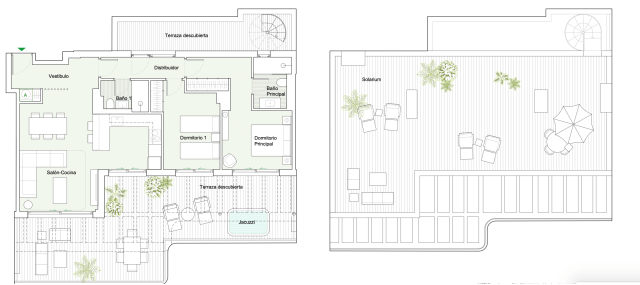 Terraza descubierta
Vestíbulo
Distribuidor
A
Baño 1
Baño
Principal
Dormitorio 1
Dormitorio
Principal
Salón-Cocina
Terraza descubierta
Jacuzzi
Solarium